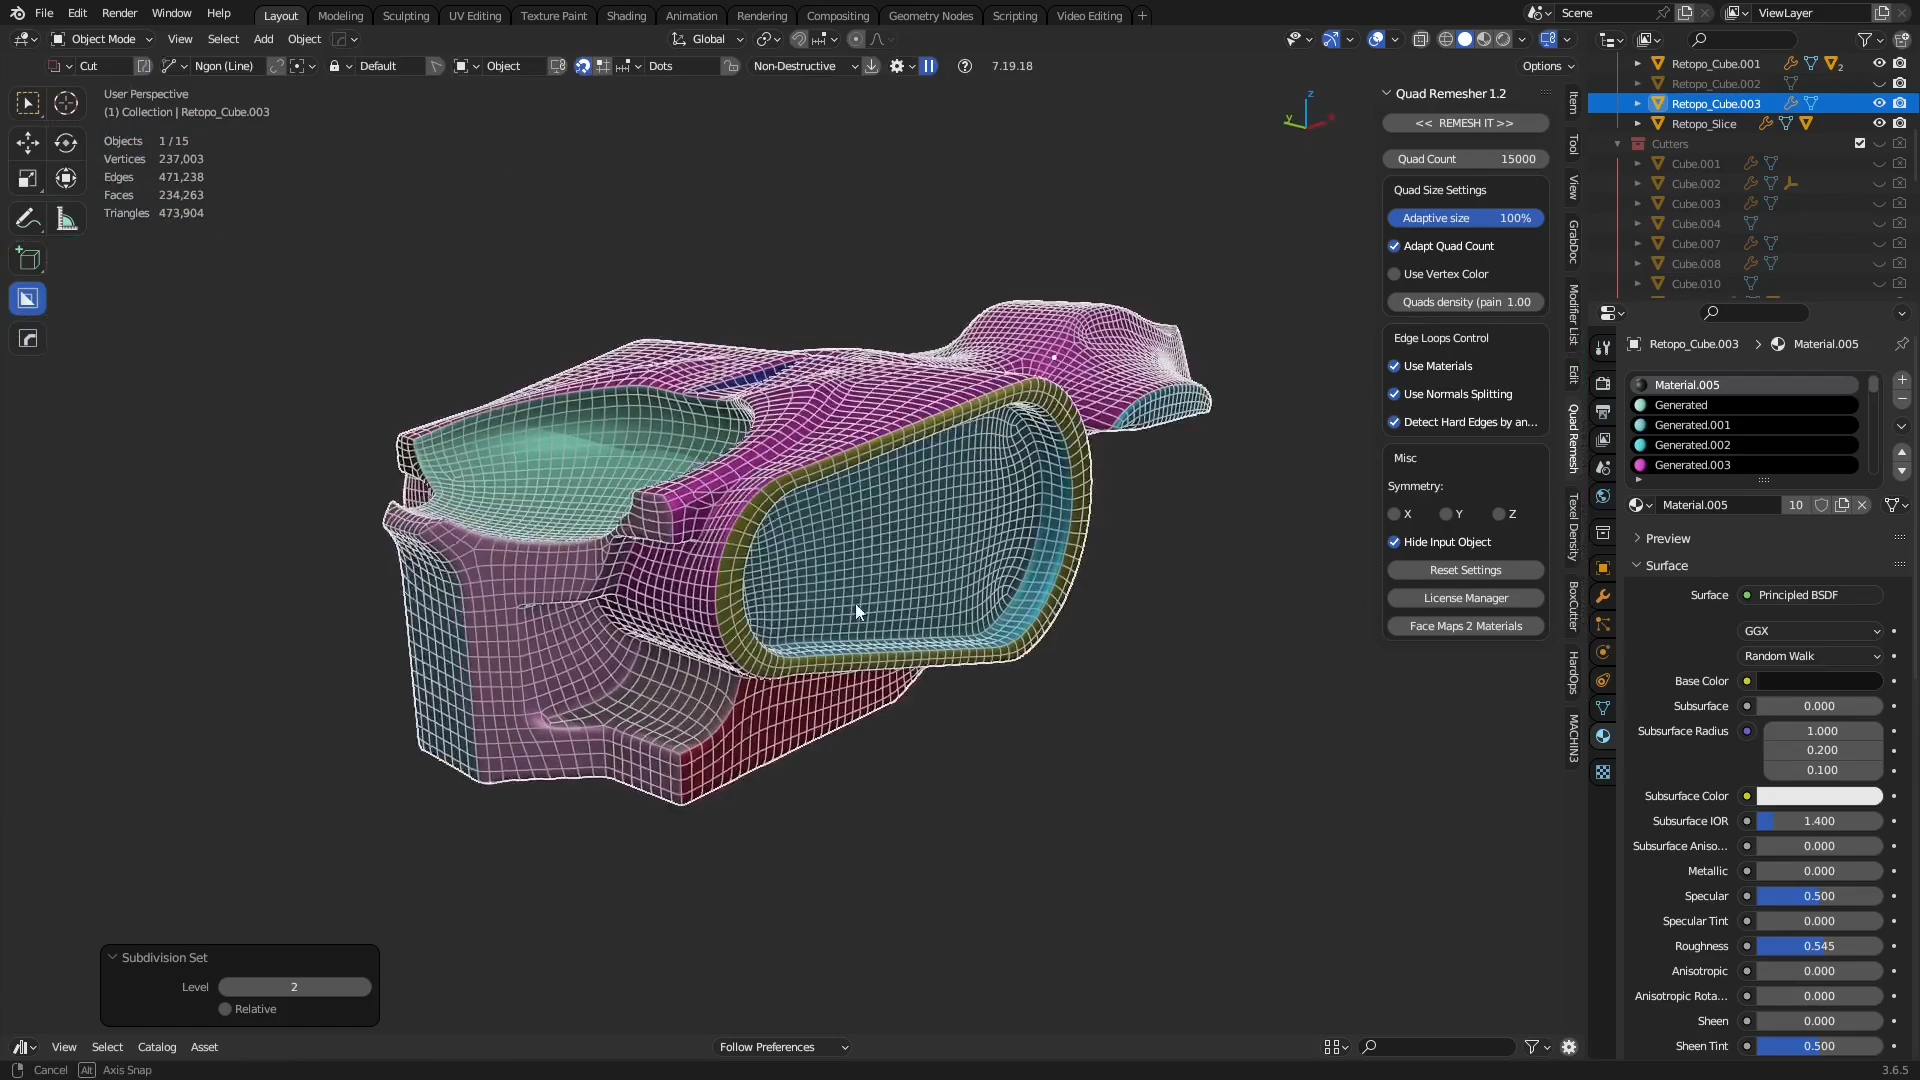 File Edit Render Window Help Layout Modeling Sculpting UV Editing Texture Paint Shading Animation Rendering Compositing Geometry Nodes Scripting Video Editing + Scene ViewLayer
Object Mode View Select Add Object Global
Cut Ngon (Line) Default Object Dots Non-Destructive 7.19.18 Options
User Perspective
(1) Collection | Retopo_Cube.003
Objects 1 / 15
Vertices 237,003
Edges 471,238
Faces 234,263
Triangles 473,904
Z
Y
Quad Remesher 1.2
<< REMESH IT >>
Quad Count 15000
Quad Size Settings
Adaptive size 100%
Adapt Quad Count
Use Vertex Color
Quads density (pain 1.00
Edge Loops Control
Use Materials
Use Normals Splitting
Detect Hard Edges by an...
Misc
Symmetry:
X Y Z
Hide Input Object
Reset Settings
License Manager
Face Maps 2 Materials
Item
Tool
View
GrabDoc
Modifier List
Edit
Quad Remesh
Texel Density
BoxCutter
HardOps
MACHIN3
Retopo_Cube.001 2
Retopo_Cube.002
Retopo_Cube.003
Retopo_Slice
Cutters
Cube.001
Cube.002
Cube.003
Cube.004
Cube.007
Cube.008
Cube.010
Retopo_Cube.003 > Material.005
Material.005
Generated
Generated.001
Generated.002
Generated.003
Material.005 10
Preview
Surface
Surface Principled BSDF
GGX
Random Walk
Base Color
Subsurface 0.000
Subsurface Radius 1.000
0.200
0.100
Subsurface Color
Subsurface IOR 1.400
Subsurface Aniso... 0.000
Metallic 0.000
Specular 0.500
Specular Tint 0.000
Roughness 0.545
Anisotropic 0.000
Anisotropic Rota... 0.000
Sheen 0.000
Sheen Tint 0.500
Subdivision Set
Level 2
Relative
View Select Catalog Asset Follow Preferences
Cancel Alt Axis Snap 3.6.5